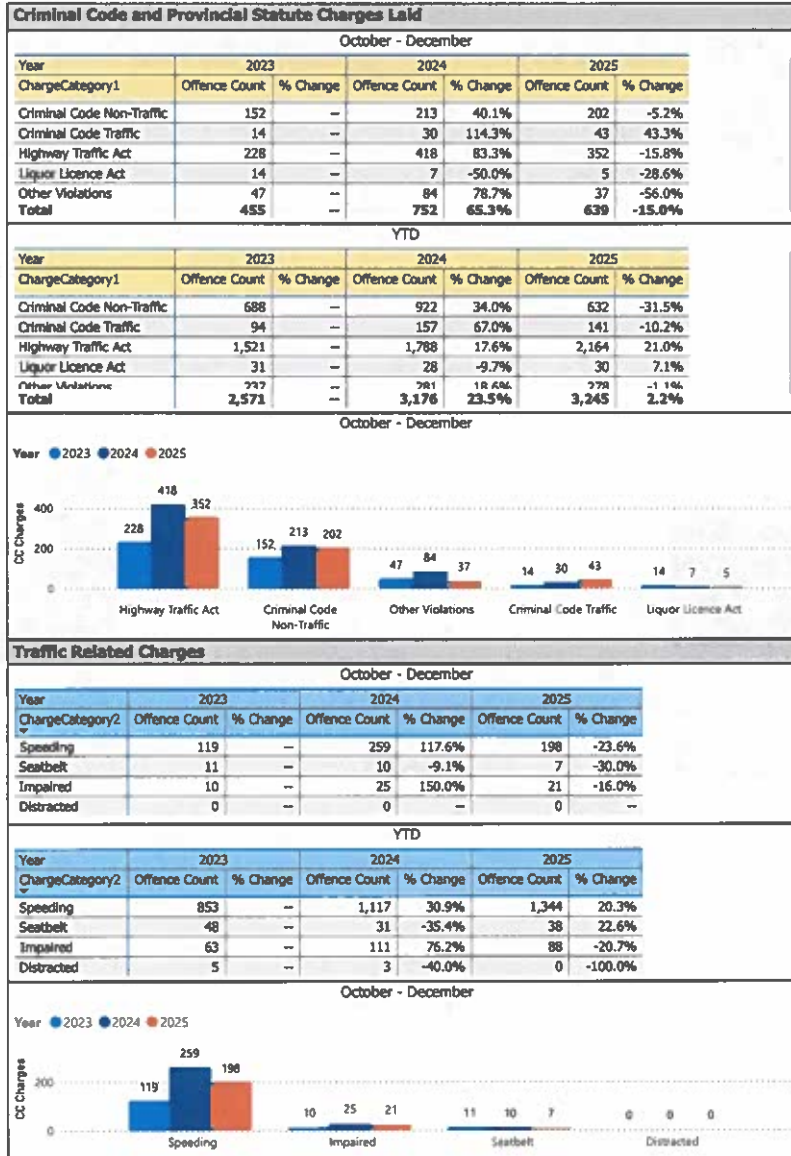 Criminal Code and Provincial Statute Charges Laid
October - December
Year 2023 2024 2025
ChargeCategory1 Offence Count % Change Offence Count % Change Offence Count % Change
Criminal Code Non-Traffic 152 -- 213 40.1% 202 -5.2%
Criminal Code Traffic 14 -- 30 114.3% 43 43.3%
Highway Traffic Act 228 -- 418 83.3% 352 -15.8%
Liquor Licence Act 14 -- 7 -50.0% 5 -28.6%
Other Violations 47 -- 84 78.7% 37 -56.0%
Total 455 -- 752 65.3% 639 -15.0%
YTD
Year 2023 2024 2025
ChargeCategory1 Offence Count % Change Offence Count % Change Offence Count % Change
Criminal Code Non-Traffic 688 -- 922 34.0% 632 -31.5%
Criminal Code Traffic 94 -- 157 67.0% 141 -10.2%
Highway Traffic Act 1,521 -- 1,788 17.6% 2,164 21.0%
Liquor Licence Act 31 -- 28 -9.7% 30 7.1%
Other Violations 237 -- 281 18.6% 278 -1.1%
Total 2,571 -- 3,176 23.5% 3,245 2.2%
October - December
Year 2023 2024 2025
CC Charges
400
200
0
228 418 352
152 213 202
47 84 37
14 30 43
14 7 5
Highway Traffic Act Criminal Code Non-Traffic Other Violations Criminal Code Traffic Liquor Licence Act
Traffic Related Charges
October - December
Year 2023 2024 2025
ChargeCategory2 Offence Count % Change Offence Count % Change Offence Count % Change
Speeding 119 -- 259 117.6% 198 -23.6%
Seatbelt 11 -- 10 -9.1% 7 -30.0%
Impaired 10 -- 25 150.0% 21 -16.0%
Distracted 0 -- 0 -- 0 --
YTD
Year 2023 2024 2025
ChargeCategory2 Offence Count % Change Offence Count % Change Offence Count % Change
Speeding 853 -- 1,117 30.9% 1,344 20.3%
Seatbelt 48 -- 31 -35.4% 38 22.6%
Impaired 63 -- 111 76.2% 88 -20.7%
Distracted 5 -- 3 -40.0% 0 -100.0%
October - December
Year 2023 2024 2025
CC Charges
200
0
119 259 198
10 25 21
11 10 7
0 0 0
Speeding Impaired Seatbelt Distracted